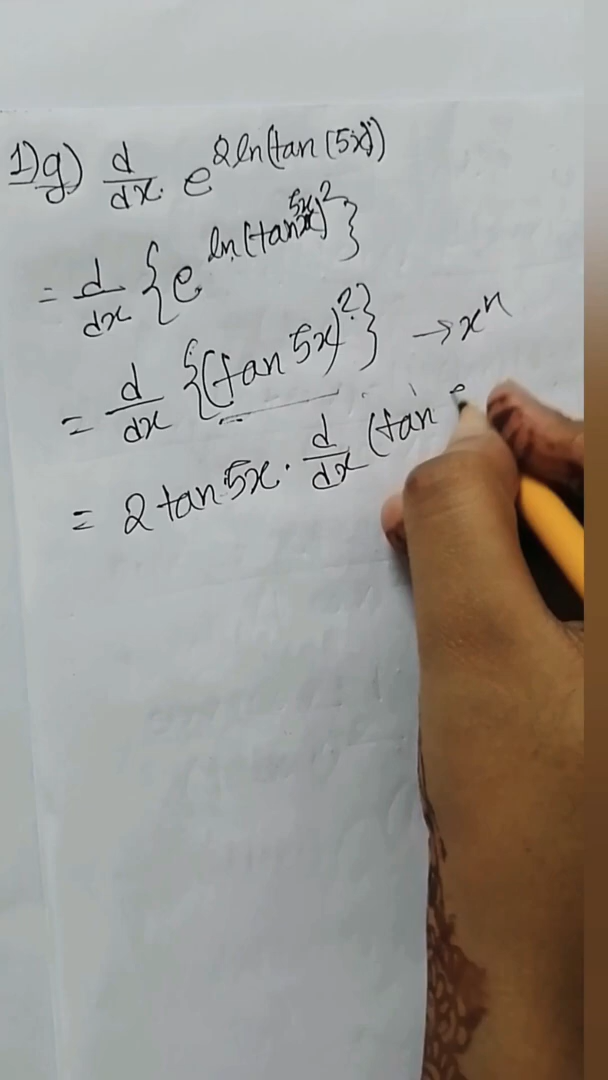 1)g) d/dx. e^2ln(tan(5x))
= d/dx {e^ln(tan5x)^2}
= d/dx {(tan 5x)^2} → x^n
= 2 tan5x . d/dx (tan